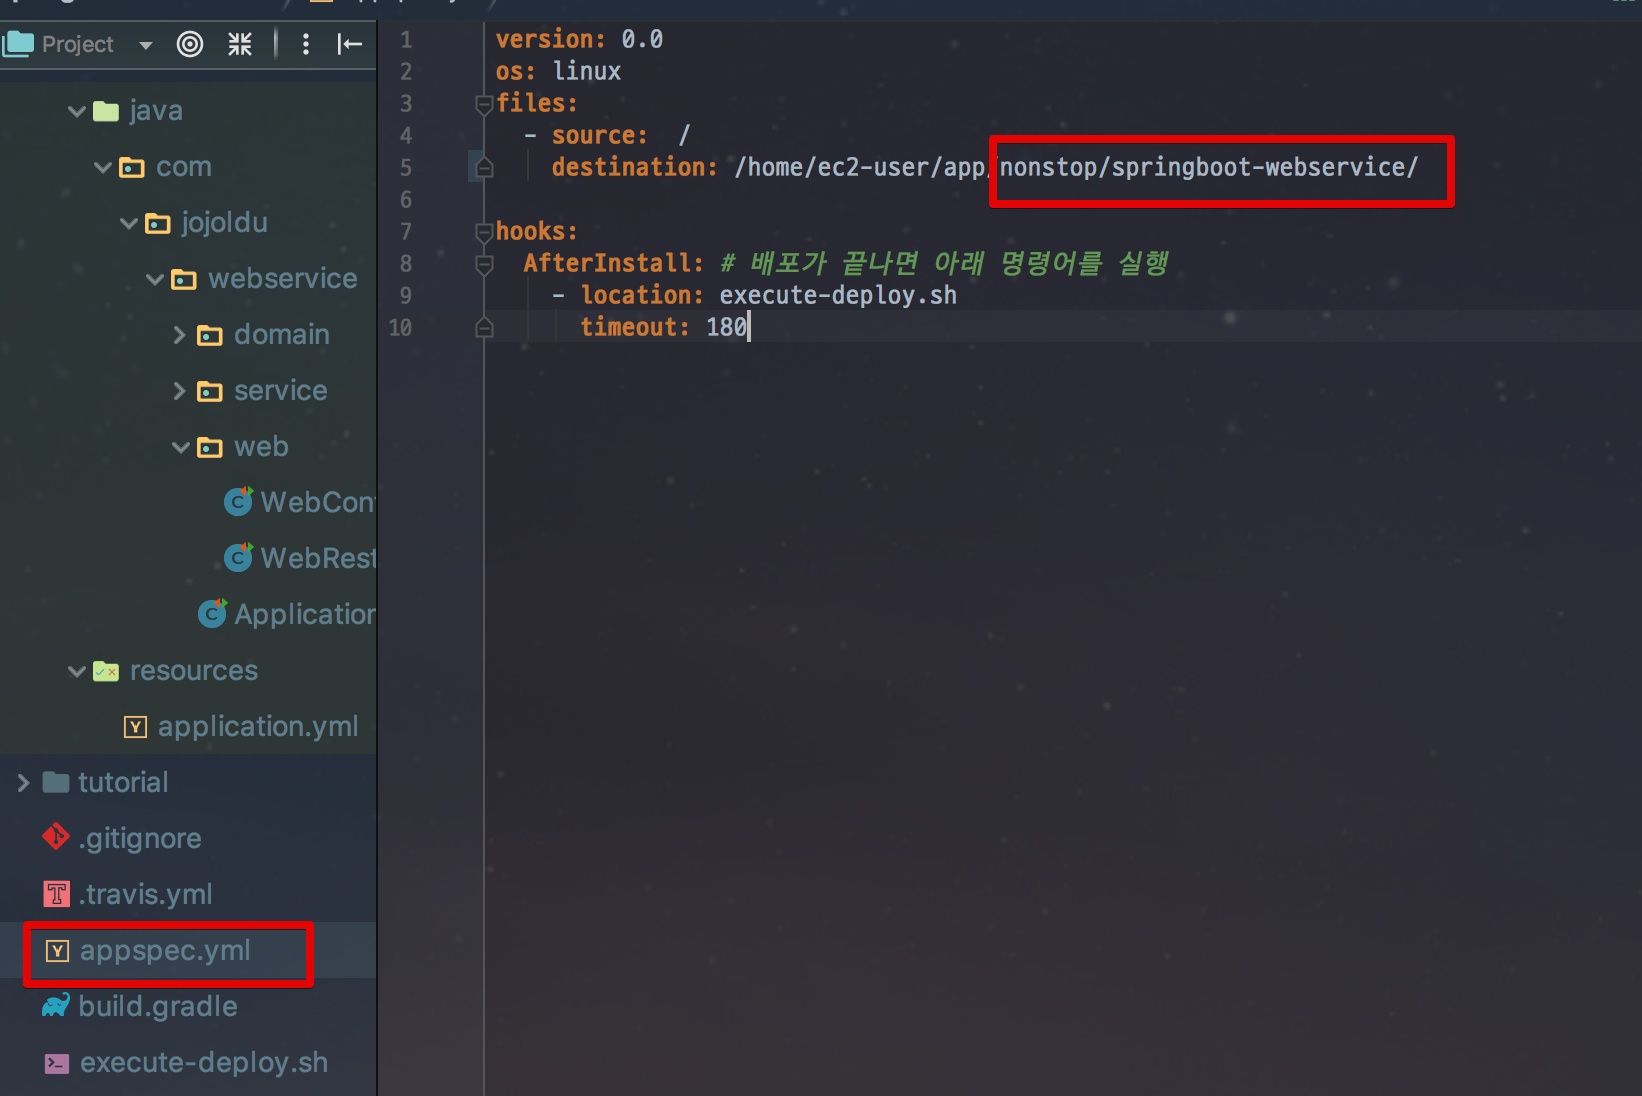 Project
java
com
jojoldu
webservice
domain
service
web
WebCont
WebRest
Application
resources
application.yml
tutorial
.gitignore
.travis.yml
appspec.yml
build.gradle
execute-deploy.sh
1 version: 0.0
2 os: linux
3 files:
4 - source:  /
5 destination: /home/ec2-user/app/nonstop/springboot-webservice/
6
7 hooks:
8 AfterInstall: # 배포가 끝나면 아래 명령어를 실행
9 - location: execute-deploy.sh
10 timeout: 180